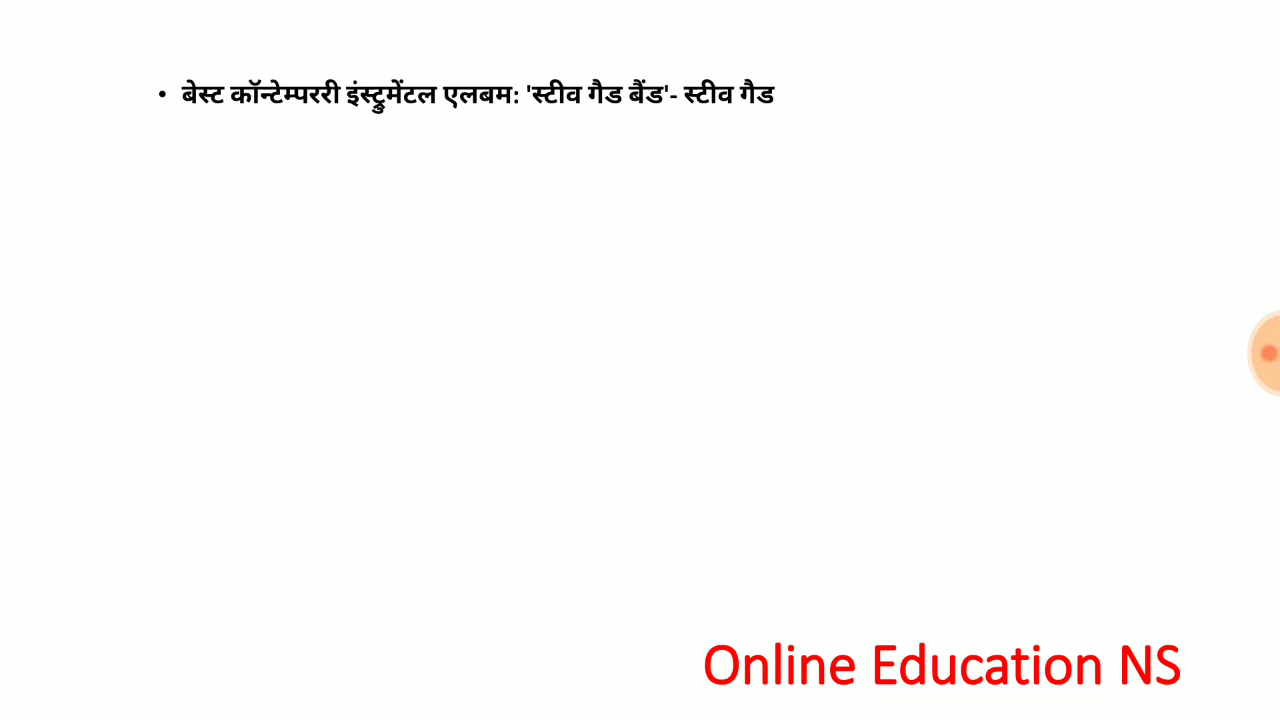 • बेस्ट कॉन्टेम्पररी इंस्ट्रुमेंटल एलबम: 'स्टीव गैड बैंड'- स्टीव गैड
Online Education NS